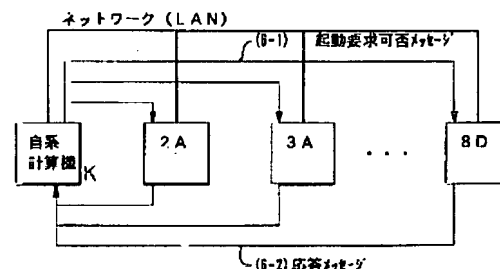 ネットワーク(LAN)
(6-1) 起動要求可否メッセージ
自系
計算機 K
2A
3A
...
8D
(6-2) 応答メッセージ